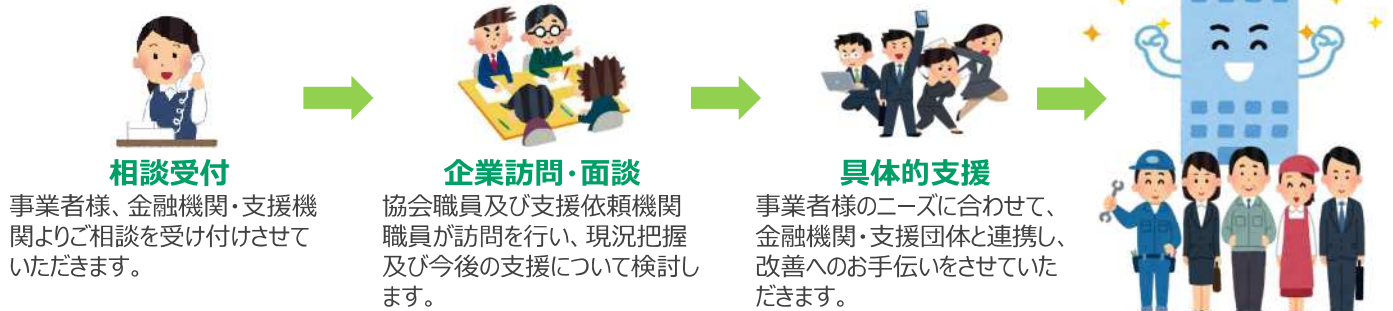 相談受付
事業者様、金融機関・支援機
関よりご相談を受け付けさせて
いただきます。
企業訪問・面談
協会職員及び支援依頼機関
職員が訪問を行い、現況把握
及び今後の支援について検討し
ます。
具体的支援
事業者様のニーズに合わせて、
金融機関・支援団体と連携し、
改善へのお手伝いをさせていた
だきます。